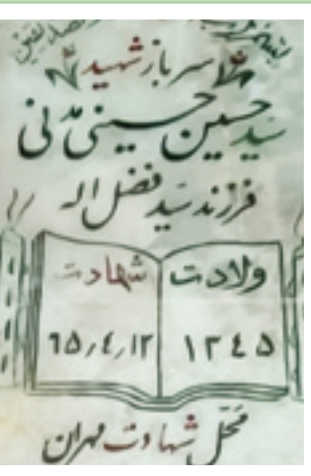 سرباز شهید
سید حسین حسینی مدنی
فرزند سید فضل اله
ولادت
۱۳۴۵
شهادت
۶۵٫۴٫۱۲
محل شهادت مهران